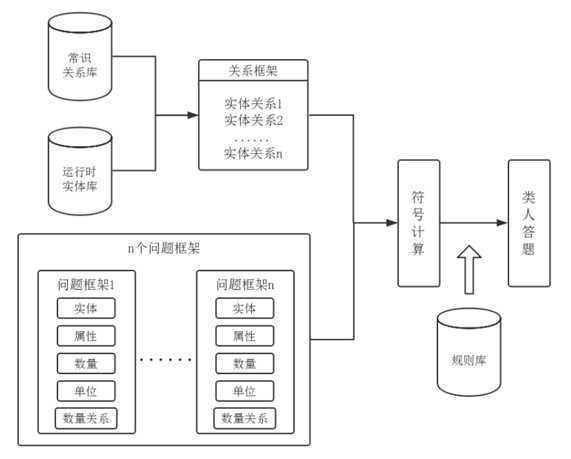 常识
关系库
运行时
实体库
关系框架
实体关系1
实体关系2
......
实体关系n
n个问题框架
问题框架1
实体
属性
数量
单位
数量关系
......
问题框架n
实体
属性
数量
单位
数量关系
符
号
计
算
类
人
答
题
规则库